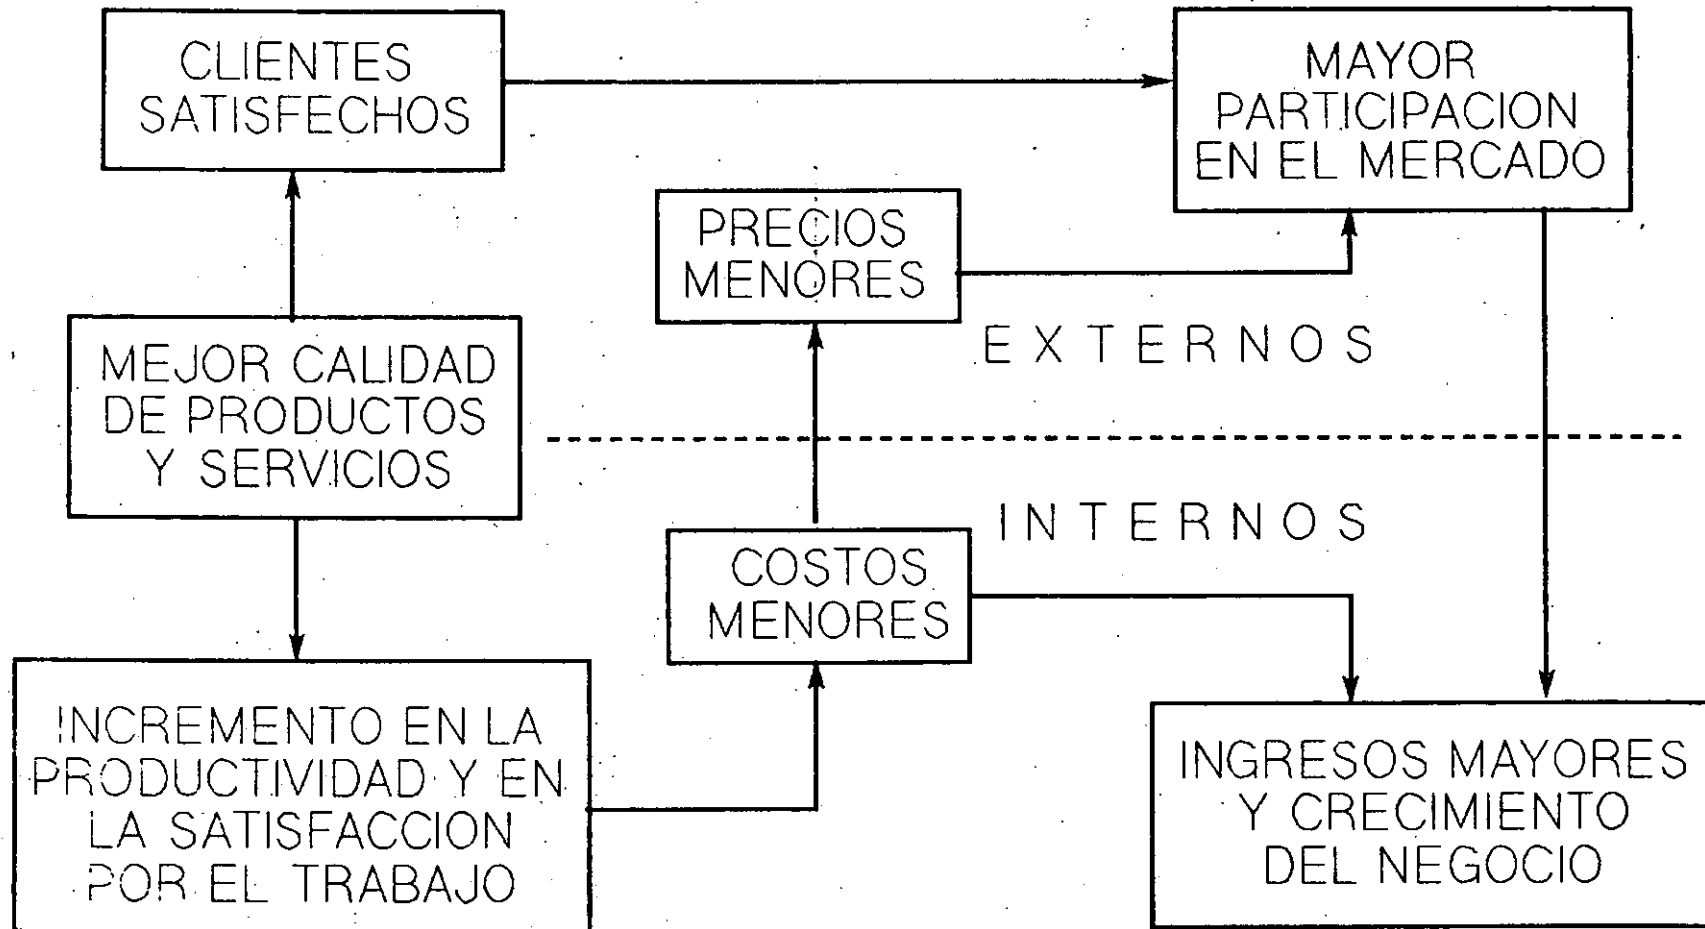 CLIENTES
SATISFECHOS
MAYOR
PARTICIPACION
EN EL MERCADO
PRECIOS
MENORES
EXTERNOS
MEJOR CALIDAD
DE PRODUCTOS
Y SERVICIOS
INTERNOS
COSTOS
MENORES
INCREMENTO EN LA
PRODUCTIVIDAD Y EN
LA SATISFACCION
POR EL TRABAJO
INGRESOS MAYORES
Y CRECIMIENTO
DEL NEGOCIO